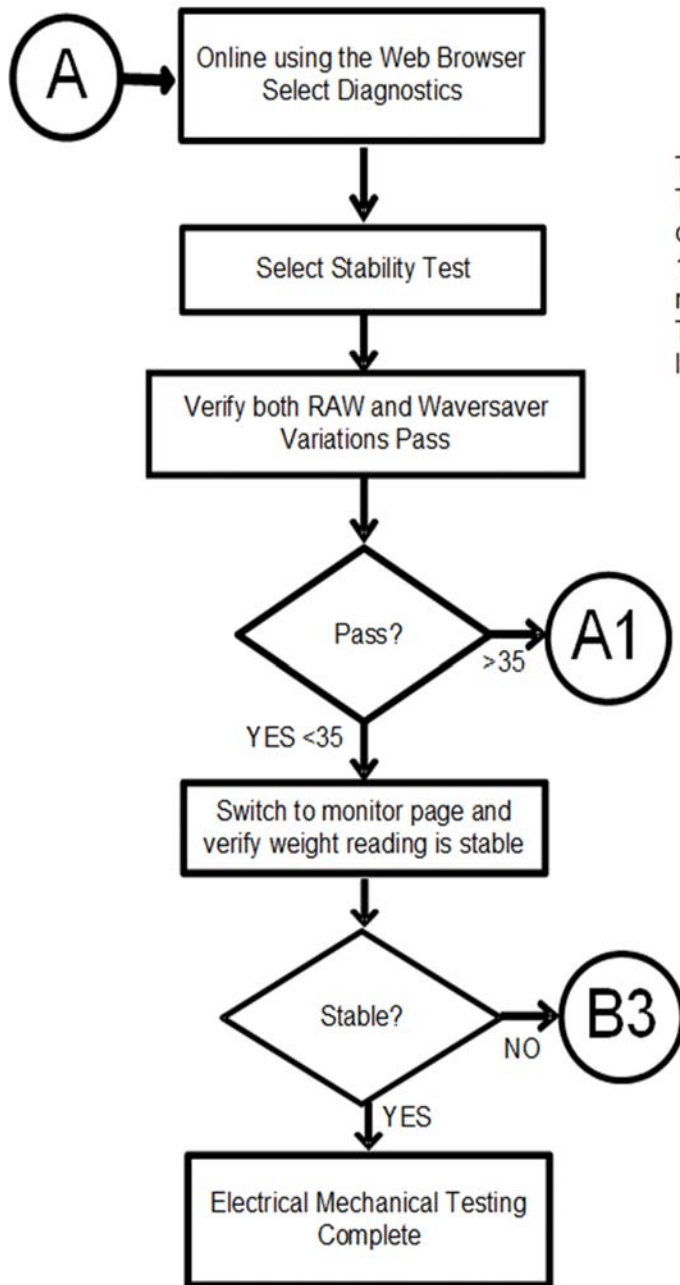 A
Online using the Web Browser
Select Diagnostics
Select Stability Test
Verify both RAW and Waversaver
Variations Pass
Pass?
>35
A1
YES <35
Switch to monitor page and
verify weight reading is stable
Stable?
NO
B3
YES
Electrical Mechanical Testing
Complete